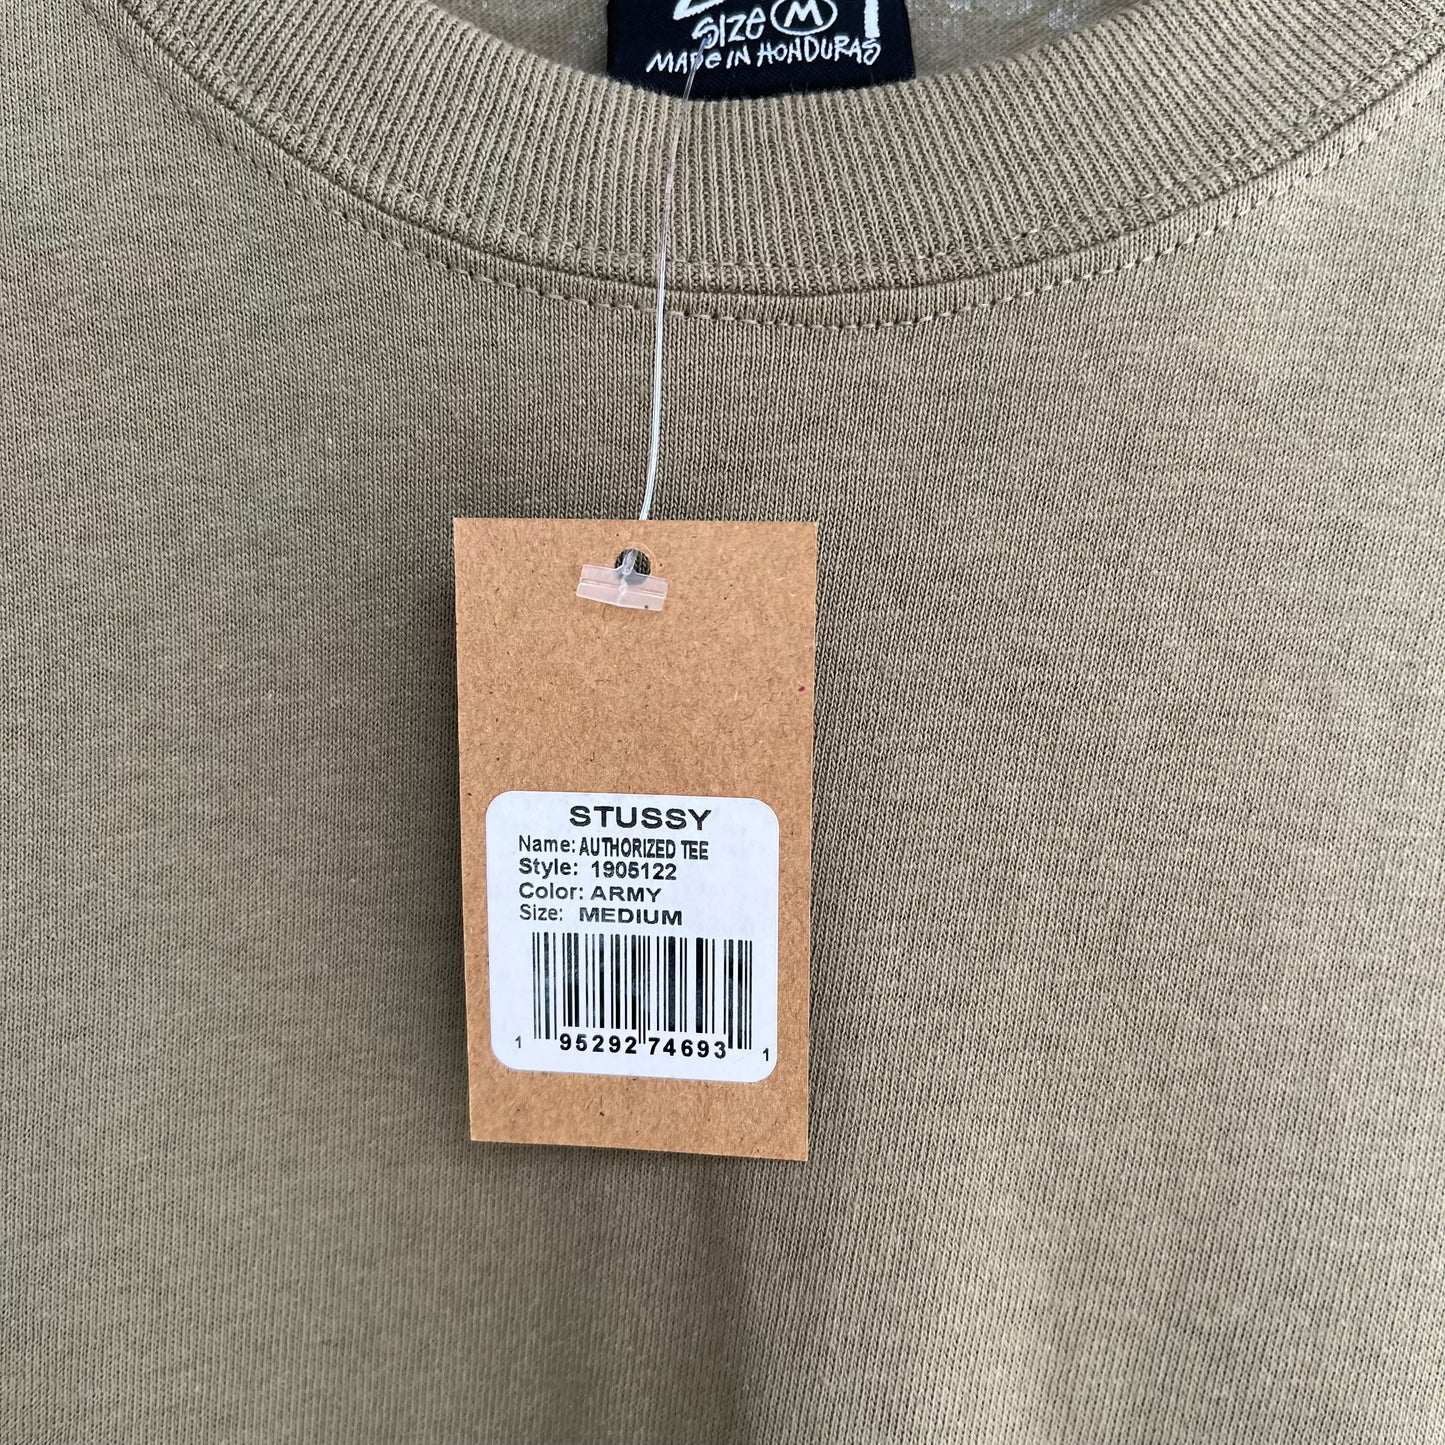 SIZE M
MADE IN HONDURAS
STUSSY
Name: AUTHORIZED TEE
Style: 1905122
Color: ARMY
Size: MEDIUM
1 95292 74693 1